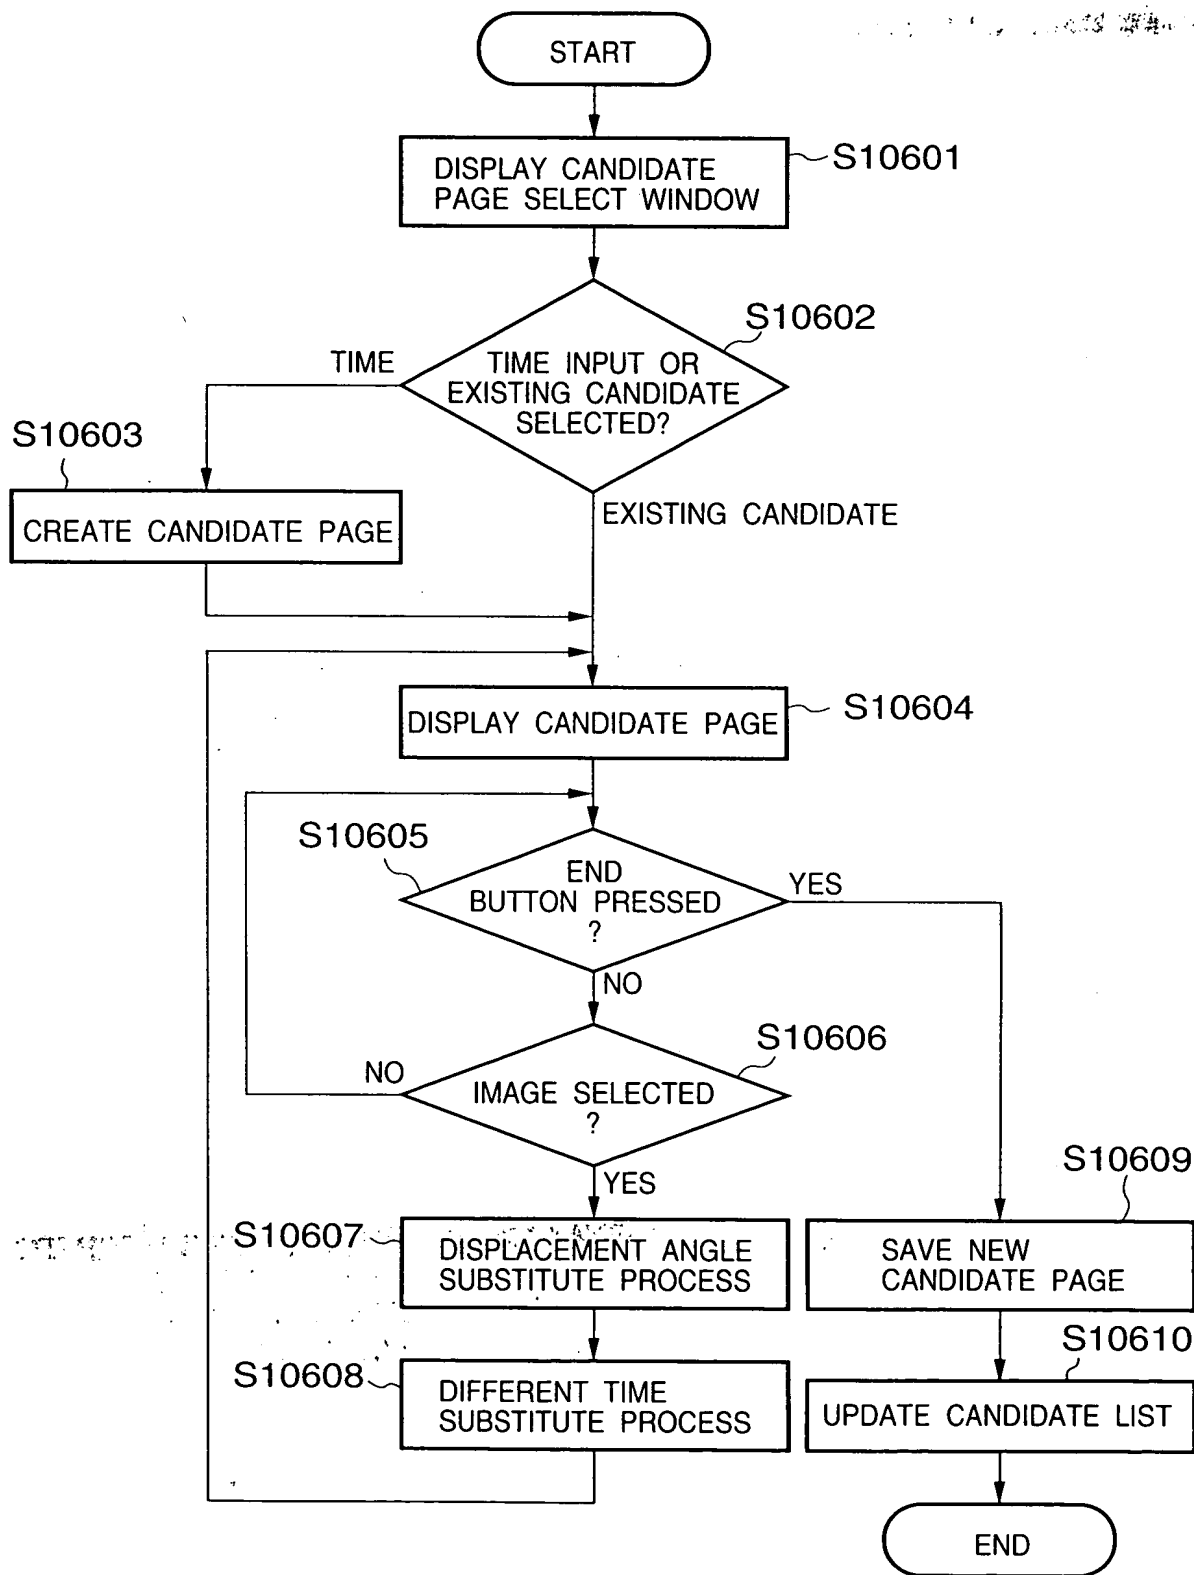 START
DISPLAY CANDIDATE
PAGE SELECT WINDOW
S10601
S10602
TIME
TIME INPUT OR
EXISTING CANDIDATE
SELECTED?
S10603
CREATE CANDIDATE PAGE
EXISTING CANDIDATE
DISPLAY CANDIDATE PAGE
S10604
S10605
END
BUTTON PRESSED
?
YES
NO
S10606
NO
IMAGE SELECTED
?
YES
S10609
S10607
DISPLACEMENT ANGLE
SUBSTITUTE PROCESS
SAVE NEW
CANDIDATE PAGE
S10610
S10608
DIFFERENT TIME
SUBSTITUTE PROCESS
UPDATE CANDIDATE LIST
END